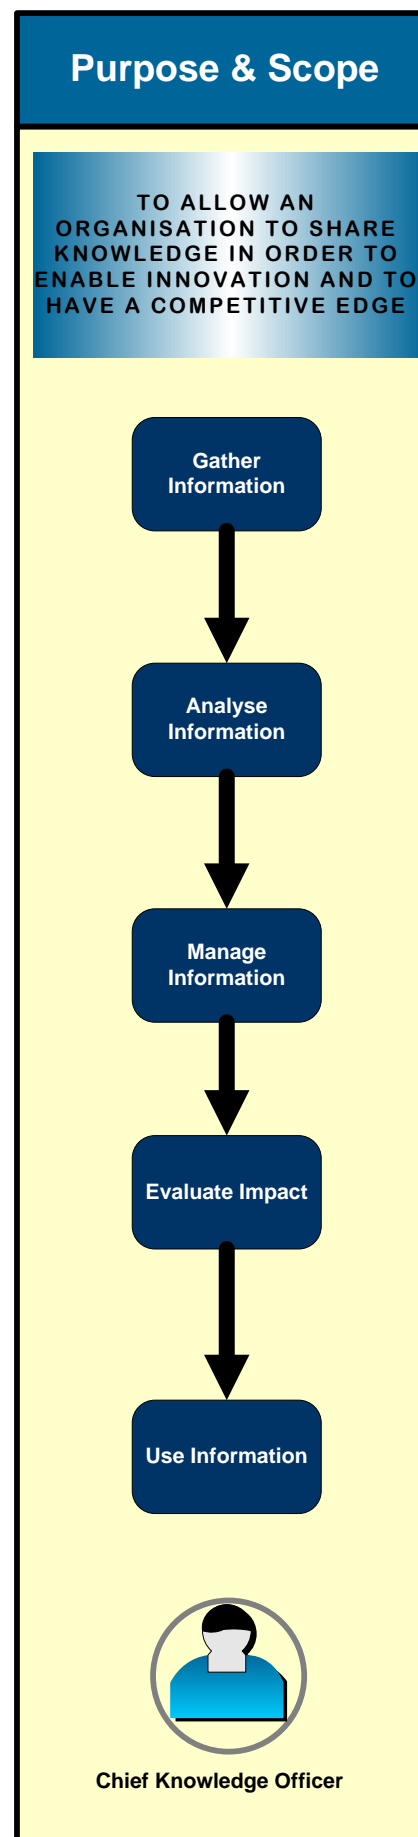 Purpose & Scope
TO ALLOW AN
ORGANISATION TO SHARE
KNOWLEDGE IN ORDER TO
ENABLE INNOVATION AND TO
HAVE A COMPETITIVE EDGE
Gather
Information
Analyse
Information
Manage
Information
Evaluate Impact
Use Information
Chief Knowledge Officer